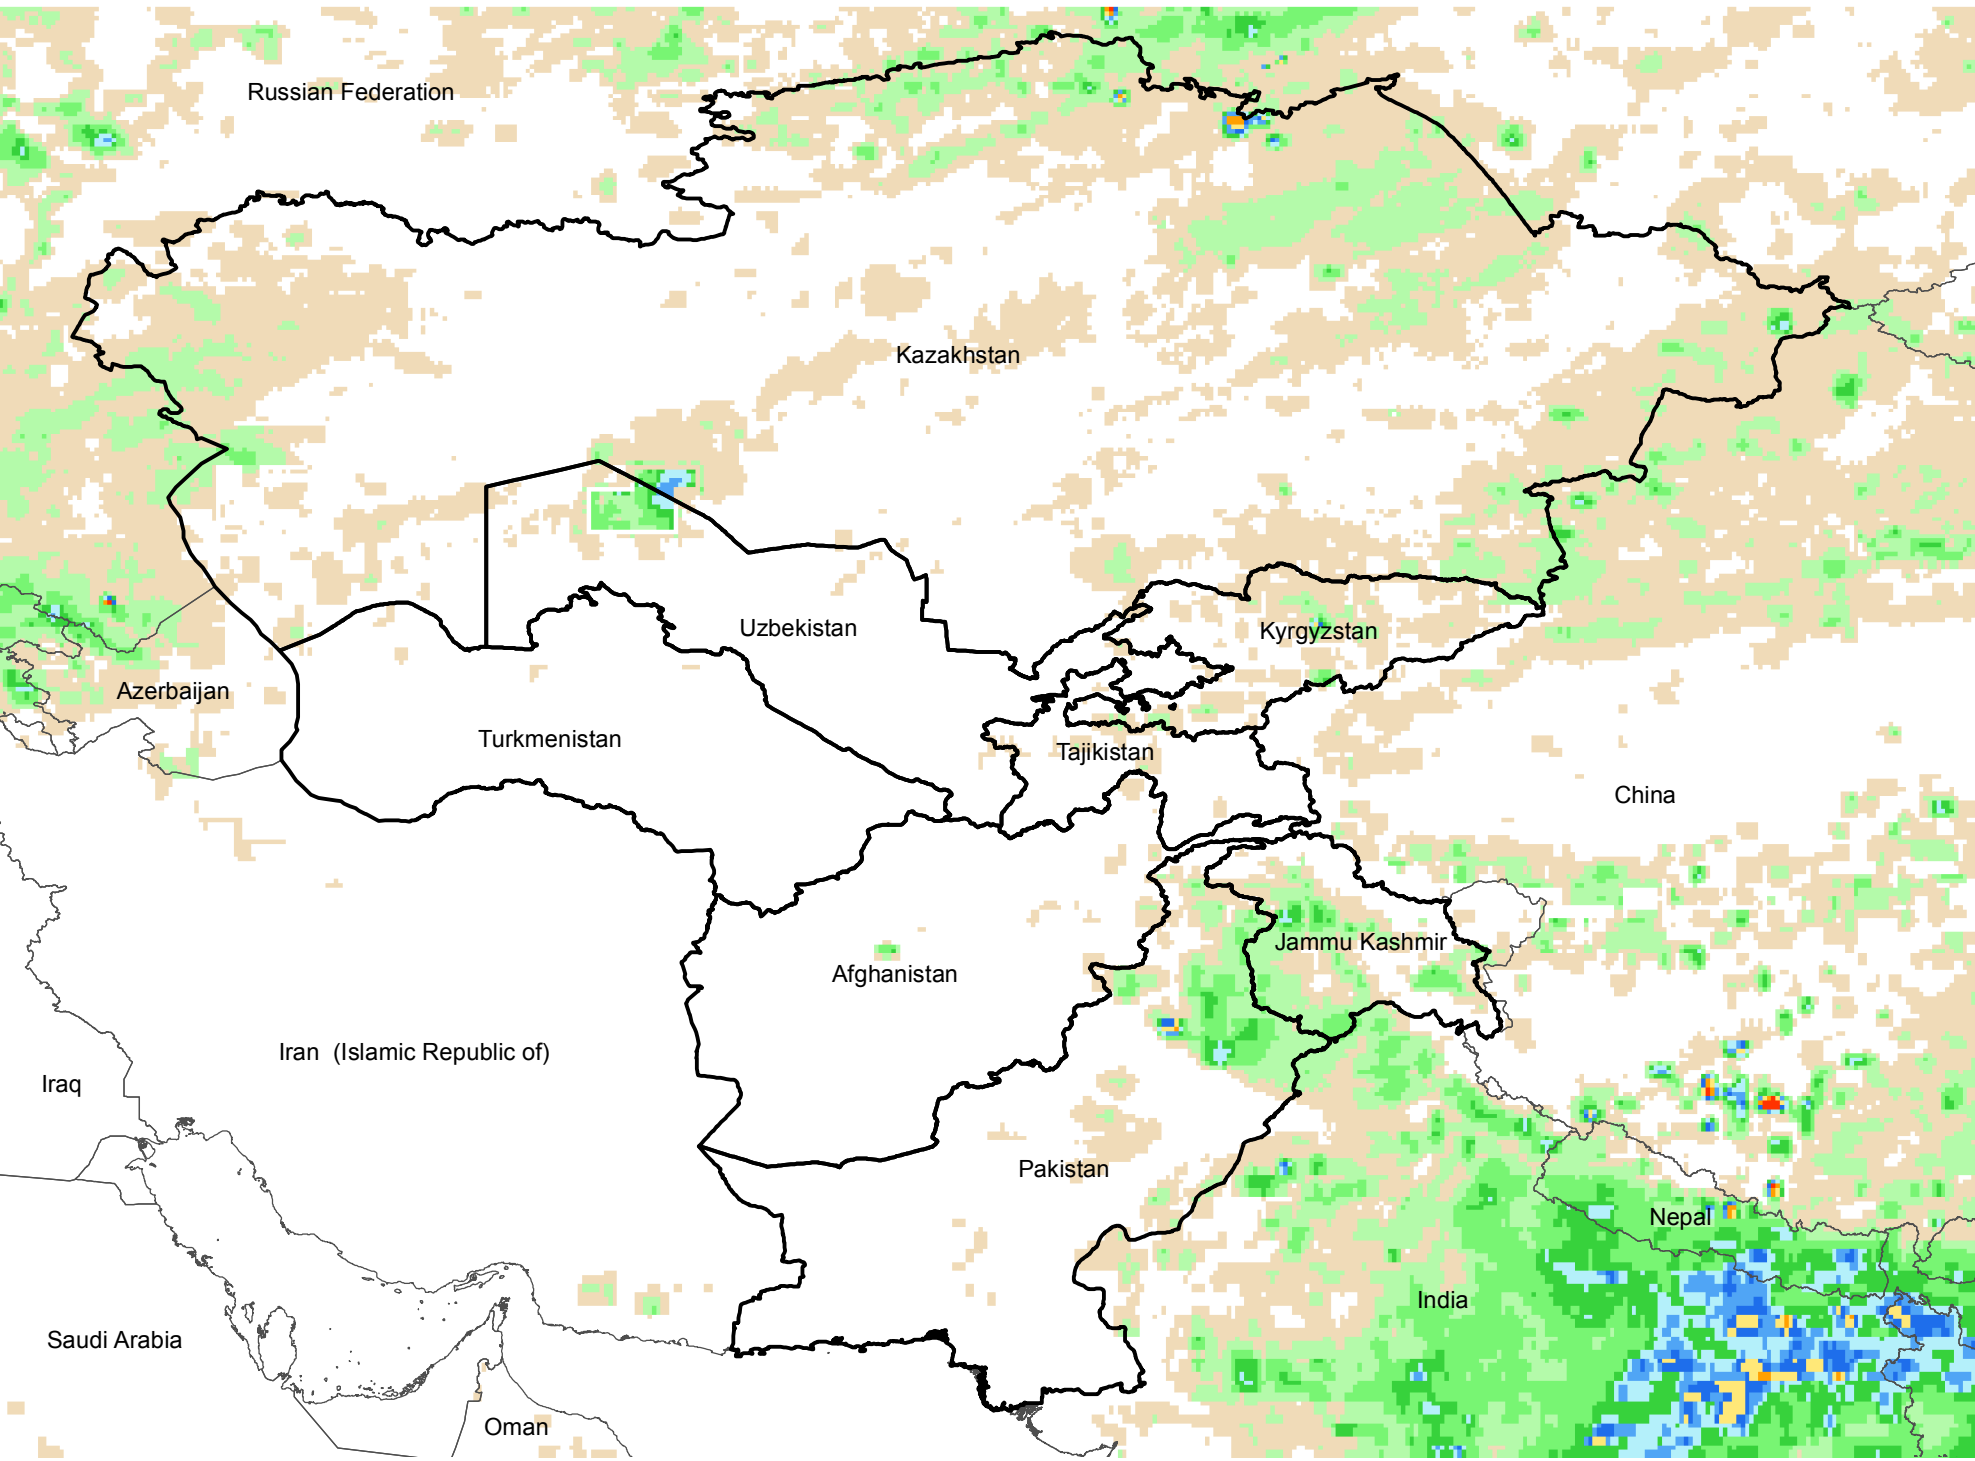 Russian Federation
Kazakhstan
Uzbekistan
Kyrgyzstan
Azerbaijan
Turkmenistan
Tajikistan
China
Jammu Kashmir
Afghanistan
Iran  (Islamic Republic of)
Iraq
Pakistan
Nepal
India
Saudi Arabia
Oman